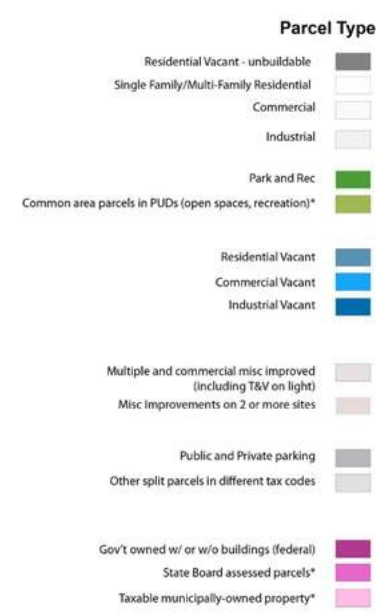 Parcel Type
Residential Vacant - unbuildable
Single Family/Multi-Family Residential
Commercial
Industrial
Park and Rec
Common area parcels in PUDs (open spaces, recreation)*
Residential Vacant
Commercial Vacant
Industrial Vacant
Multiple and commercial misc improved
(including T&V on light)
Misc Improvements on 2 or more sites
Public and Private parking
Other split parcels in different tax codes
Gov't owned w/ or w/o buildings (federal)
State Board assessed parcels*
Taxable municipally-owned property*